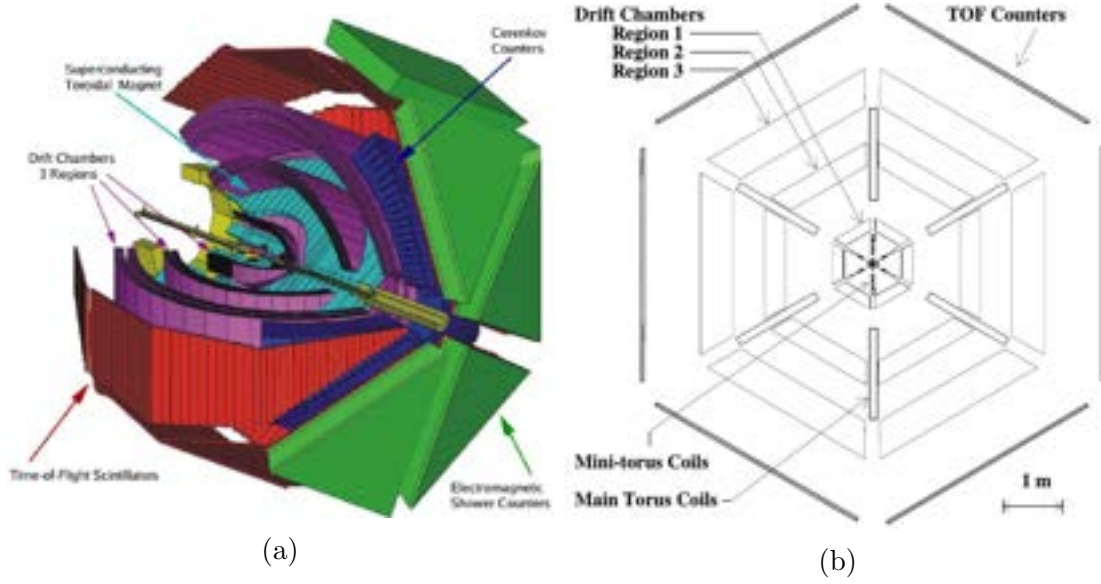 Cerenkov
Counters
Superconducting
Toroidal Magnet
Drift Chambers
3 Regions
Time-of-Flight Scintillators
Electromagnetic
Shower Counters
(a)
Drift Chambers
Region 1
Region 2
Region 3
TOF Counters
Mini-torus Coils
Main Torus Coils
1 m
(b)